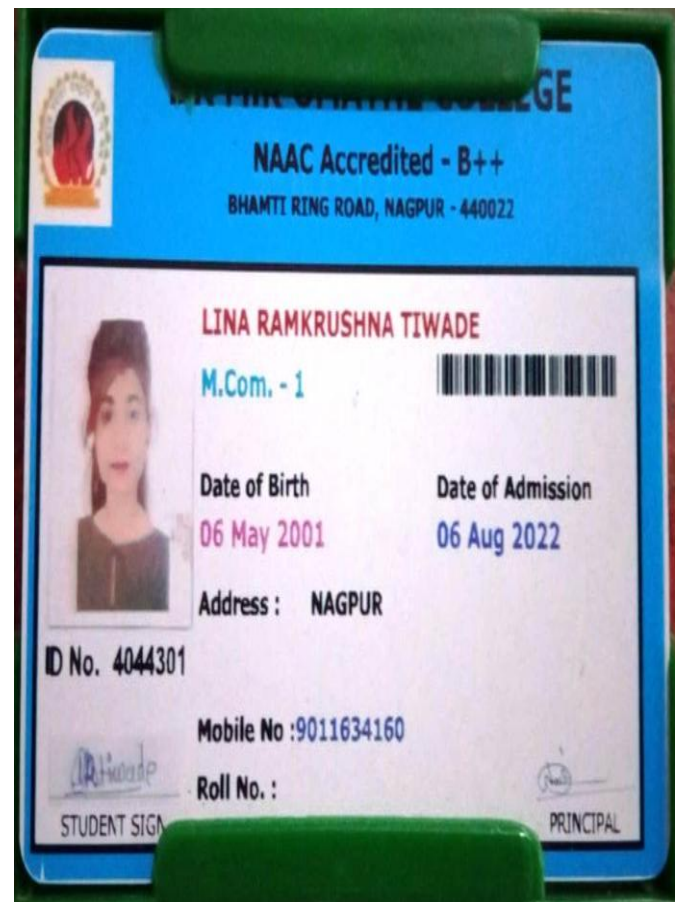 COLLEGE
NAAC Accredited - B++
BHAMTI RING ROAD, NAGPUR - 440022
LINA RAMKRUSHNA TIWADE
M.Com. - 1
Date of Birth
Date of Admission
06 May 2001
06 Aug 2022
Address : NAGPUR
ID No. 4044301
Mobile No :9011634160
Roll No. :
STUDENT SIGN
PRINCIPAL